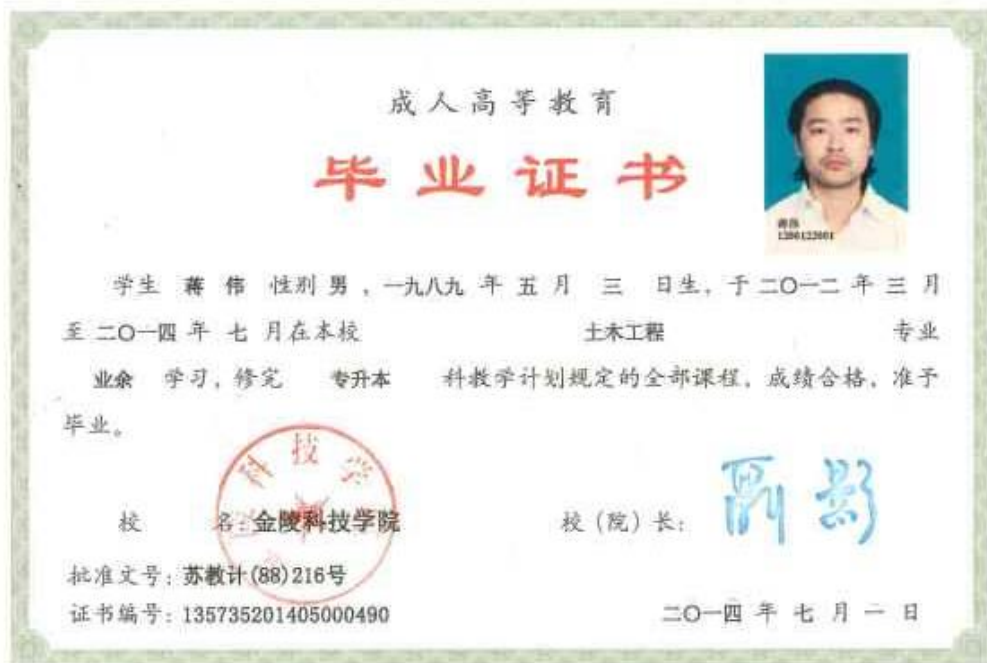 成人高等教育
毕业证书
蒋伟
1200122001
学生 蒋 伟 性别 男 ，一九八九 年 五 月 三 日生，于 二〇一二 年 三 月
至 二〇一四 年 七 月在本校 土木工程 专业
业余 学习，修完 专升本 科教学计划规定的全部课程，成绩合格，准予
毕业。
科技学
校 名：金陵科技学院
校（院）长：
批准文号：苏教计(88)216号
证书编号：135735201405000490
二〇一四 年 七 月 一 日